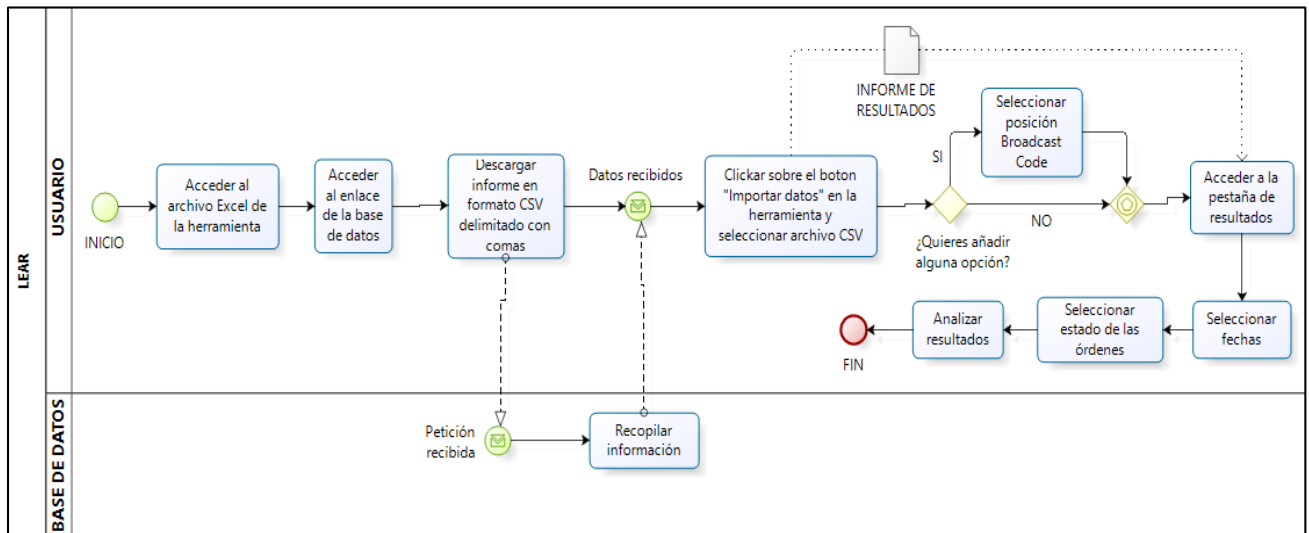 LEAR
USUARIO
INICIO
Acceder al
archivo Excel de
la herramienta
Acceder
al enlace
de la base
de datos
Descargar
informe en
formato CSV
delimitado con
comas
Datos recibidos
Clickar sobre el boton
"Importar datos" en la
herramienta y
seleccionar archivo CSV
INFORME DE
RESULTADOS
SI
NO
¿Quieres añadir
alguna opción?
Seleccionar
posición
Broadcast
Code
Acceder a la
pestaña de
resultados
Seleccionar
fechas
Seleccionar
estado de las
órdenes
Analizar
resultados
FIN
BASE DE DATOS
Petición
recibida
Recopilar
información